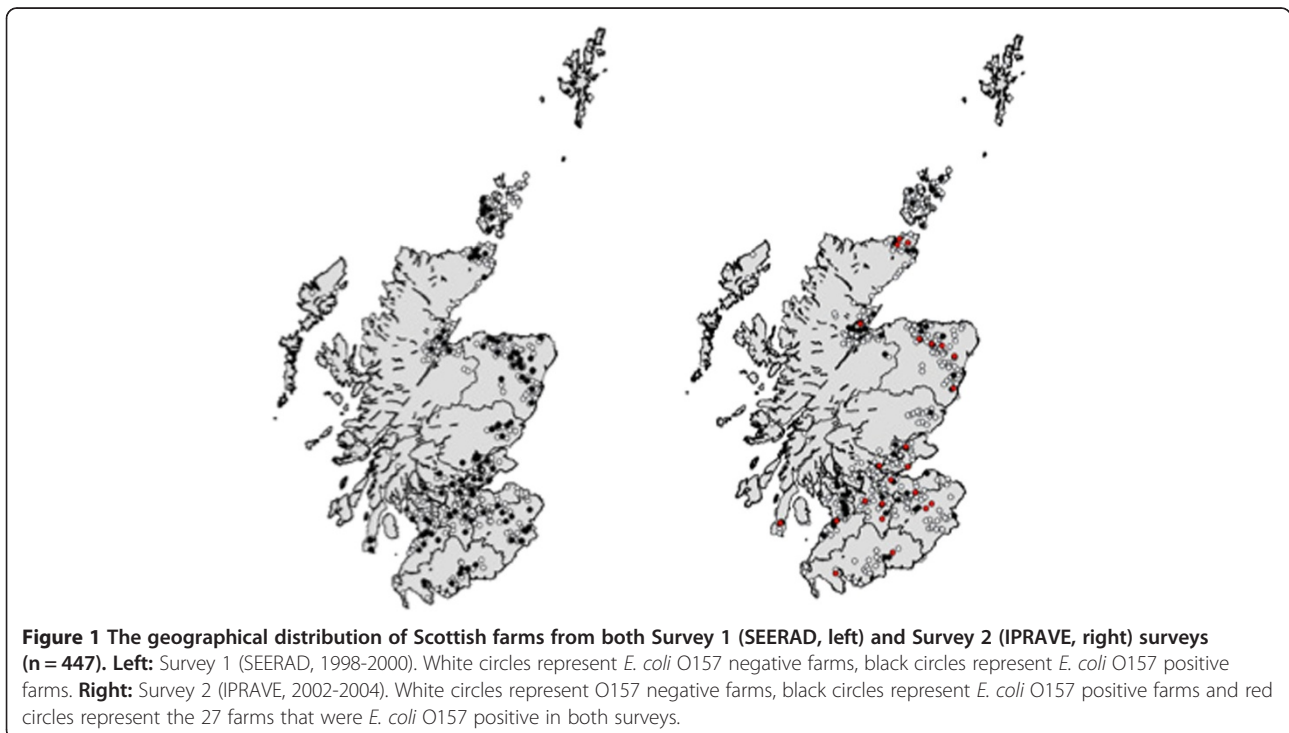 Figure 1 The geographical distribution of Scottish farms from both Survey 1 (SEERAD, left) and Survey 2 (IPRAVE, right) surveys
(n = 447). Left: Survey 1 (SEERAD, 1998-2000). White circles represent E. coli O157 negative farms, black circles represent E. coli O157 positive
farms. Right: Survey 2 (IPRAVE, 2002-2004). White circles represent O157 negative farms, black circles represent E. coli O157 positive farms and red
circles represent the 27 farms that were E. coli O157 positive in both surveys.